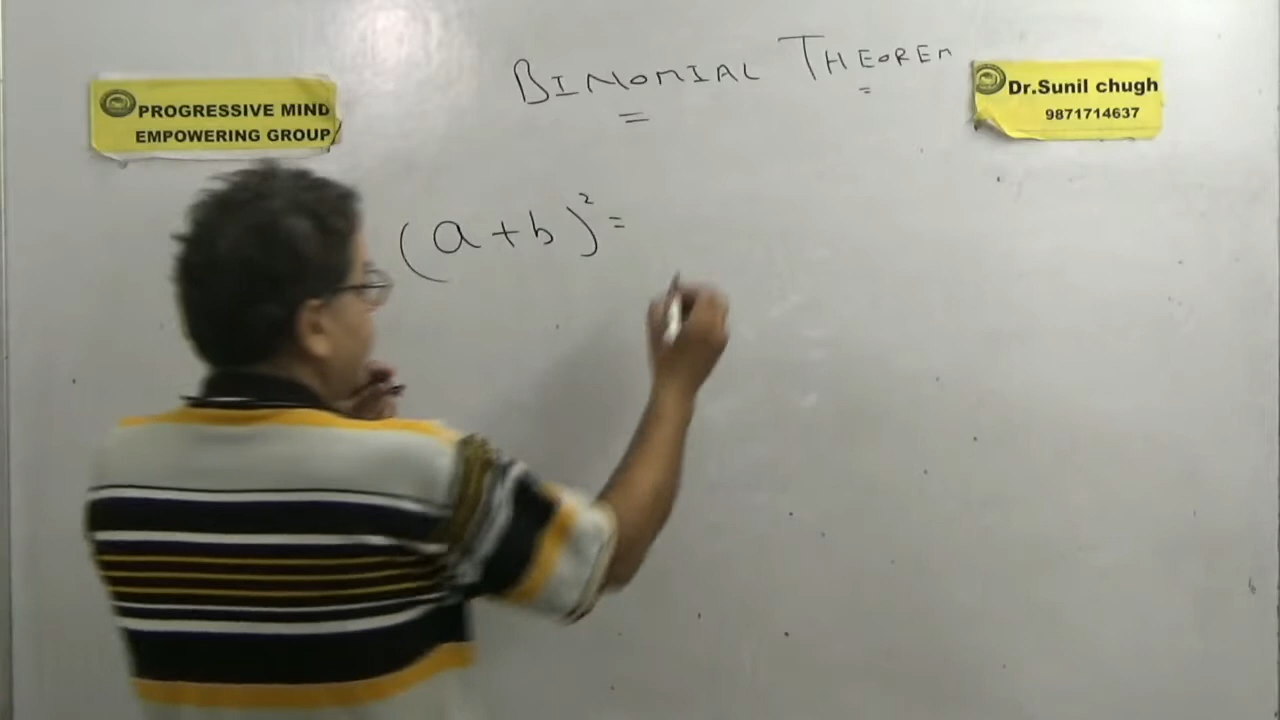 BINOMIAL THEOREM
PROGRESSIVE MIND
EMPOWERING GROUP
Dr.Sunil chugh
9871714637
(a+b)²=